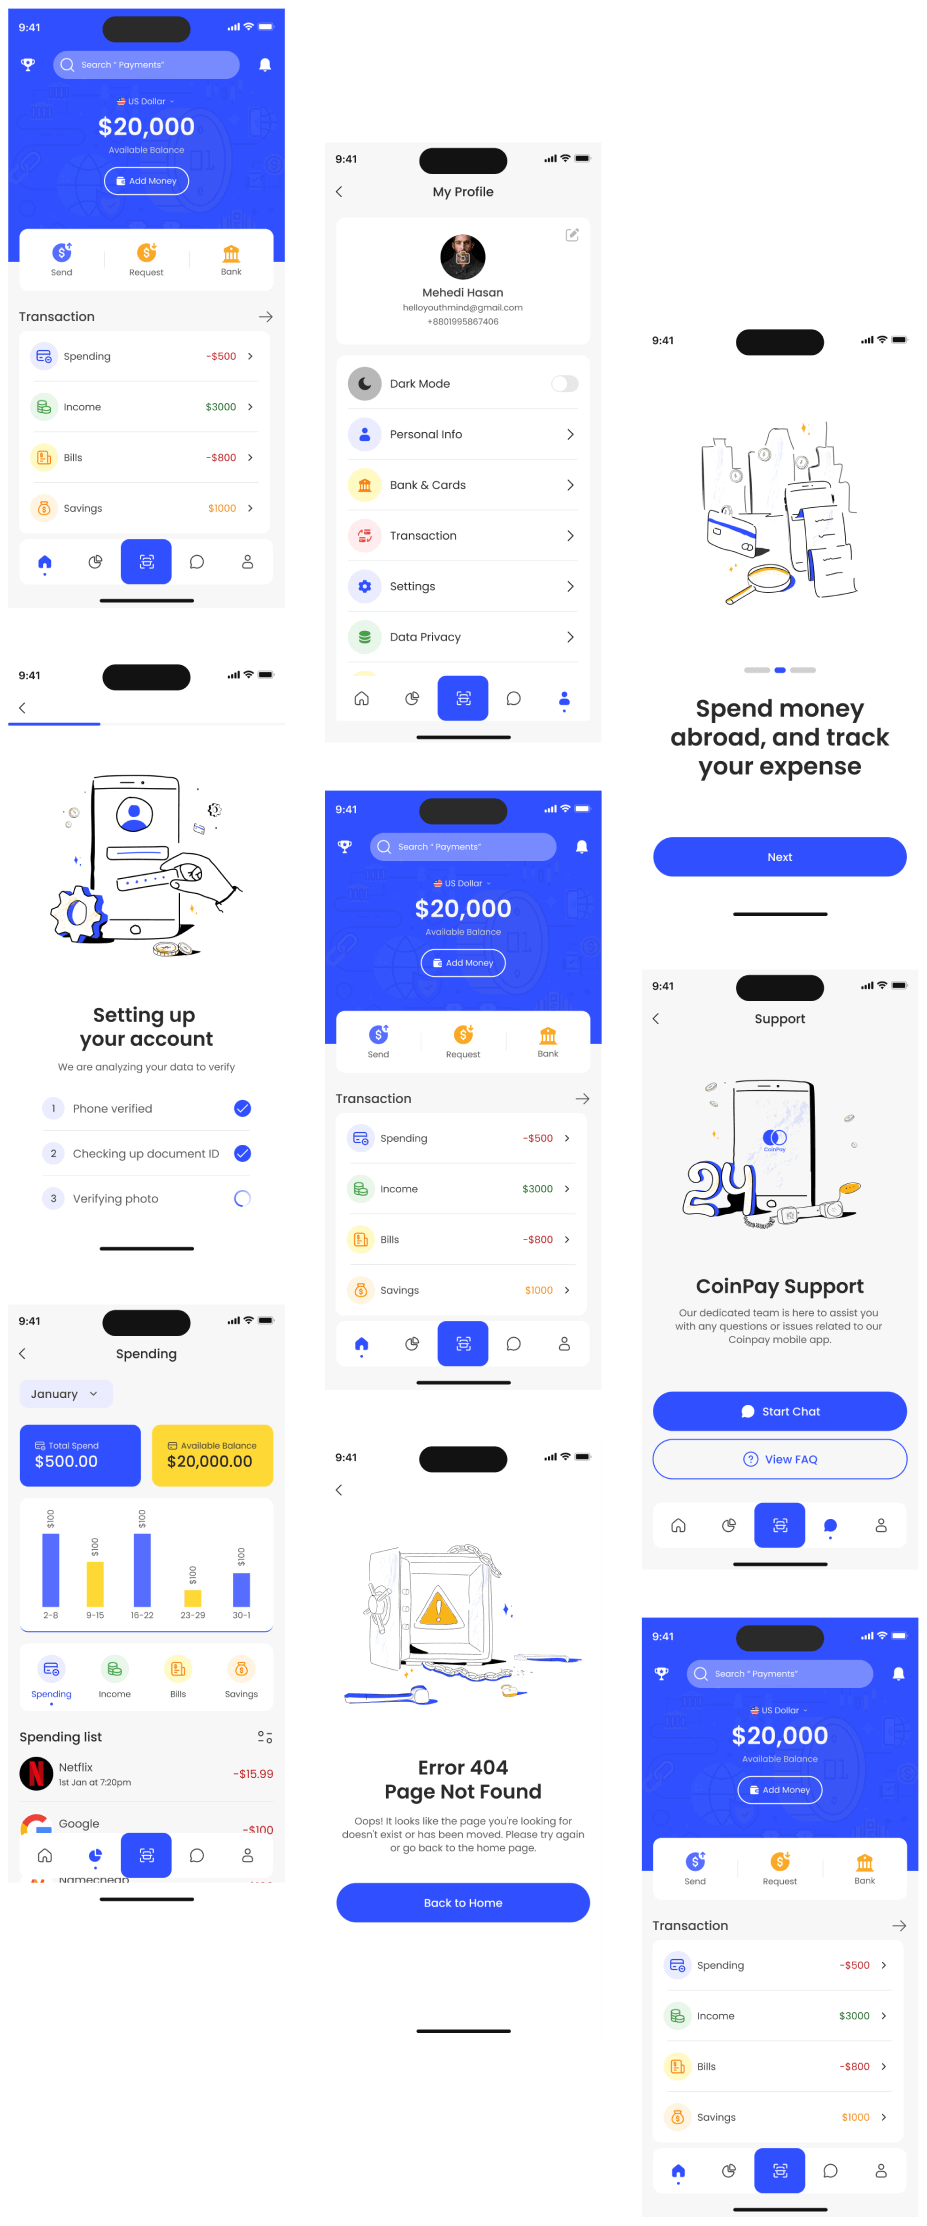 9:41
Search “ Payments”
US Dollar
$20,000
Available Balance
Add Money
Send
Request
Bank
Transaction
Spending
-$500
Income
$3000
Bills
-$800
Savings
$1000
9:41
Setting up
your account
We are analyzing your data to verify
1 Phone verified
2 Checking up document ID
3 Verifying photo
9:41
Spending
January
Total Spend
$500.00
Available Balance
$20,000.00
$100
$100
$100
$100
$100
2-8
9-15
16-22
23-29
30-1
Spending
Income
Bills
Savings
Spending list
Netflix
1st Jan at 7:20pm
-$15.99
Google
-$100
Namecheap
9:41
My Profile
Mehedi Hasan
helloyouthmind@gmail.com
+8801995867406
Dark Mode
Personal Info
Bank & Cards
Transaction
Settings
Data Privacy
9:41
Search “ Payments”
US Dollar
$20,000
Available Balance
Add Money
Send
Request
Bank
Transaction
Spending
-$500
Income
$3000
Bills
-$800
Savings
$1000
9:41
Error 404
Page Not Found
Oops! It looks like the page you're looking for
doesn't exist or has been moved. Please try again
or go back to the home page.
Back to Home
9:41
Spend money
abroad, and track
your expense
Next
9:41
Support
CoinPay
24
CoinPay Support
Our dedicated team is here to assist you
with any questions or issues related to our
Coinpay mobile app.
Start Chat
View FAQ
9:41
Search “ Payments”
US Dollar
$20,000
Available Balance
Add Money
Send
Request
Bank
Transaction
Spending
-$500
Income
$3000
Bills
-$800
Savings
$1000